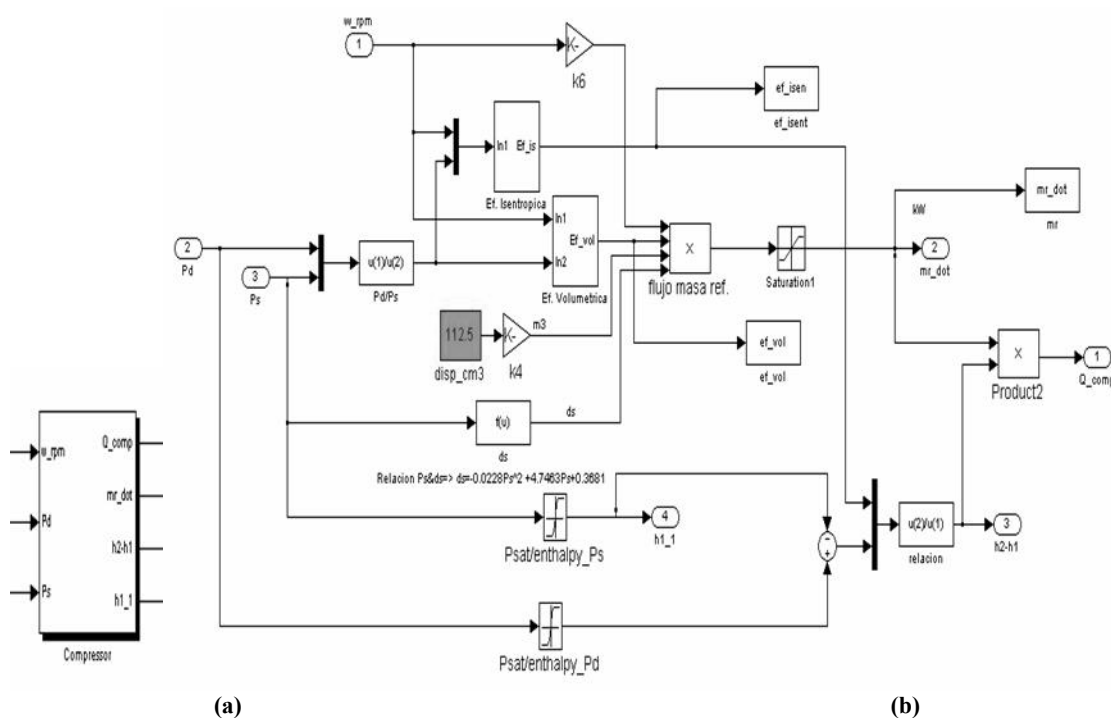 w_rpm
1
K-
k6
ef_isen
ef_isent
In1 Ef_is
Ef. Isentropica
mr_dot
mr
kW
In1
Ef_vol
In2
Ef. Volumetrica
2
Pd
3
Ps
u(1)/u(2)
Pd/Ps
X
flujo masa ref.
Saturation1
2
mr_dot
112.5
disp_cm3
K-
k4
m3
ef_vol
ef_vol
X
Product2
1
Q_comp
f(u)
ds
ds
Relacion Ps&ds=> ds=-0.0228Ps^2 +4.7463Ps+0.3681
Psat/enthalpy_Ps
4
h1_1
-
+
u(2)/u(1)
relacion
3
h2-h1
Psat/enthalpy_Pd
w_rpm
Pd
Ps
Q_comp
mr_dot
h2-h1
h1_1
Compressor
(a)
(b)